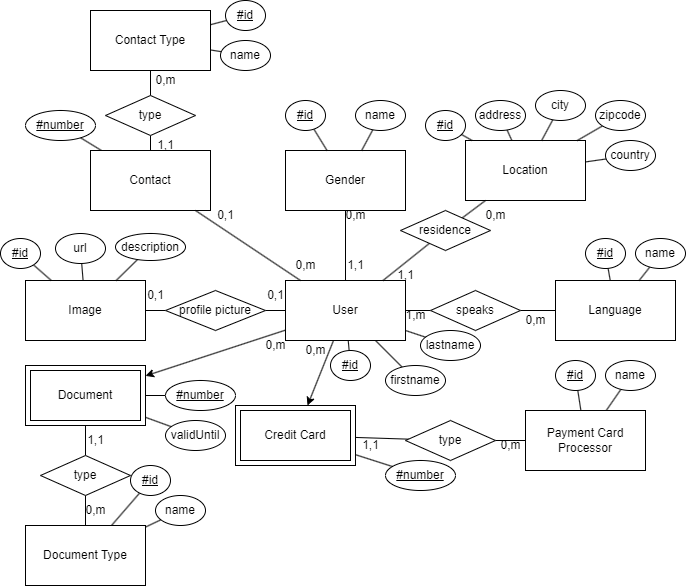 #id
Contact Type
name
0,m
type
#number
1,1
Contact
#id
name
Gender
#id
address
city
zipcode
country
Location
0,1
0,m
residence
0,m
0,m
1,1
1,1
#id
url
description
Image
0,1
profile picture
0,1
User
1,m
speaks
0,m
#id
name
Language
lastname
#id
firstname
0,m
0,m
Document
#number
validUntil
1,1
type
#id
0,m
name
Document Type
Credit Card
1,1
type
0,m
#number
#id
name
Payment Card
Processor